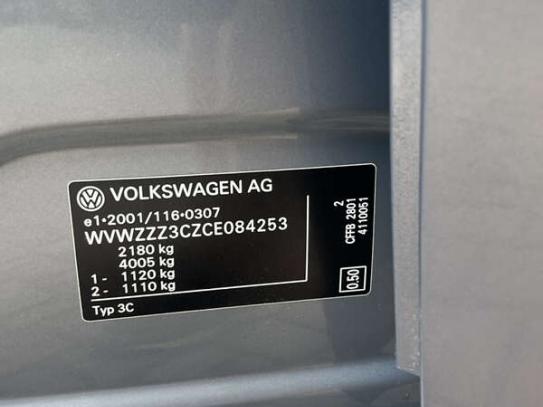 VOLKSWAGEN AG
e1*2001/116*0307
WVWZZZ3CZCE084253
2180 kg
4005 kg
1 - 1120 kg
2 - 1110 kg
Typ 3C
2
CFFB 2801
4110051
0.50